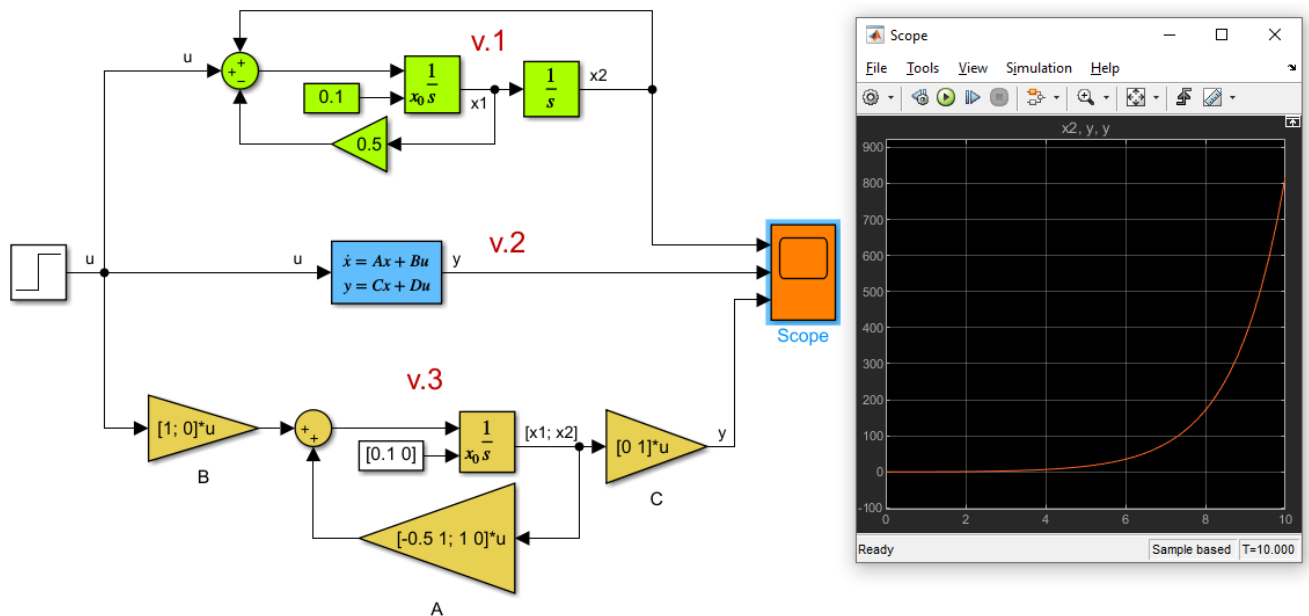 v.1
u
+
+
−
0.1
1
x₀ s
x1
1
s
x2
0.5
v.2
u
u
ẋ = Ax + Bu
y = Cx + Du
y
Scope
v.3
[1; 0]*u
B
+
+
[0.1 0]
1
x₀ s
[x1; x2]
[0 1]*u
C
y
[-0.5 1; 1 0]*u
A
Scope
File Tools View Simulation Help
x2, y, y
900
800
700
600
500
400
300
200
100
0
-100
0 2 4 6 8 10
Ready Sample based T=10.000